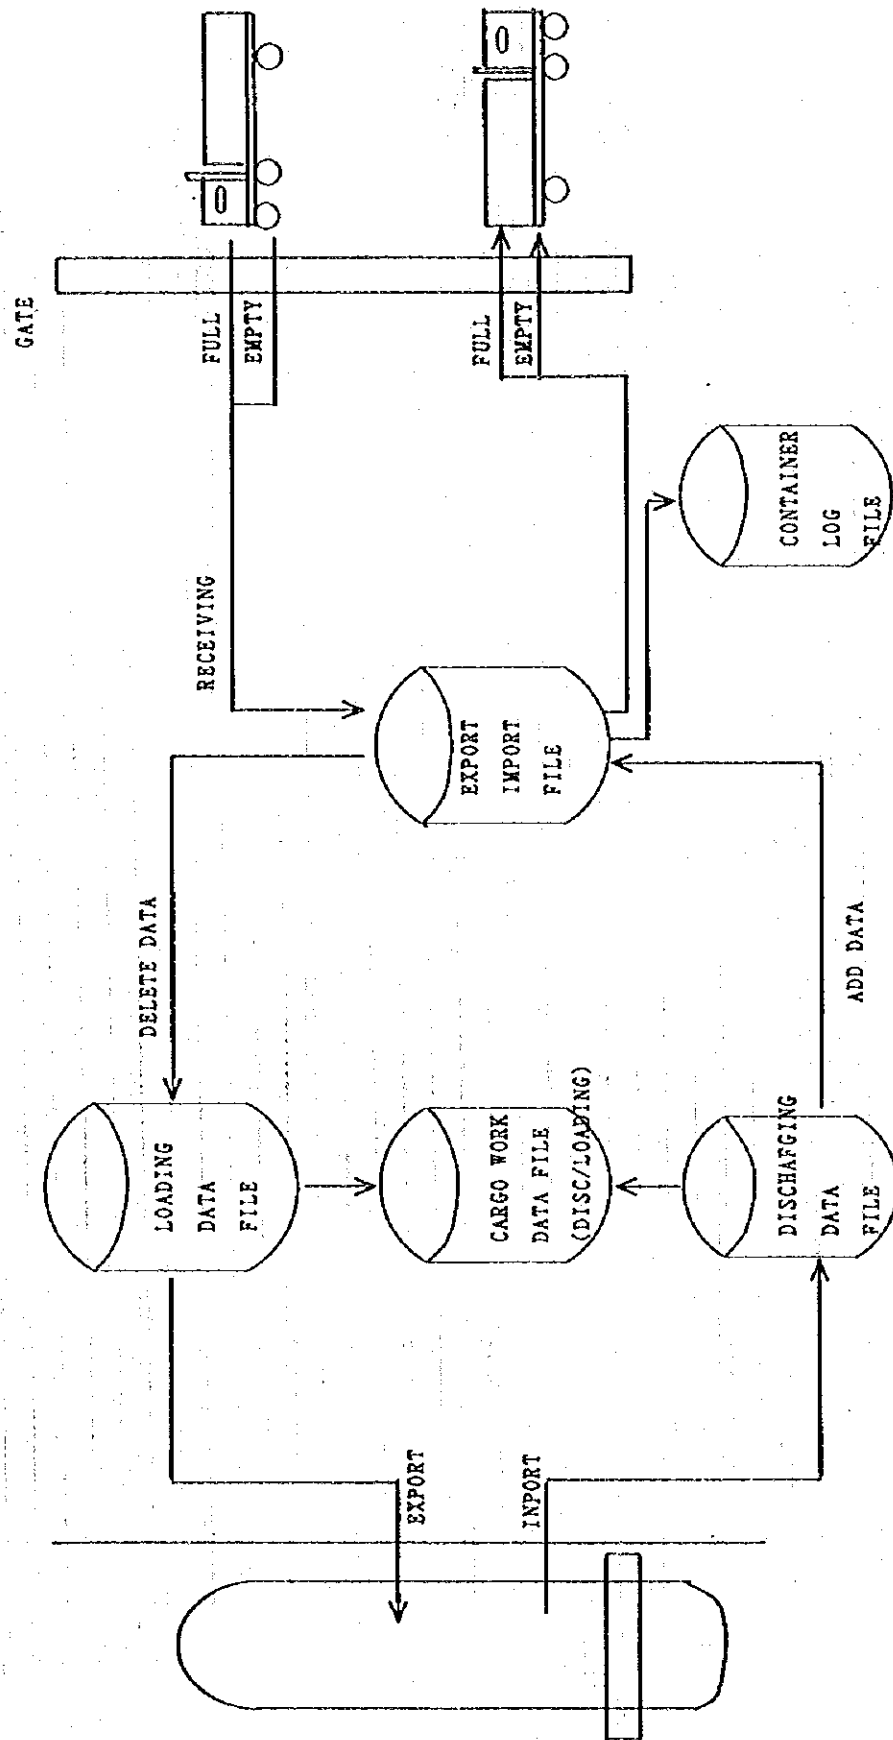 GATE
FULL
EMPTY
FULL
EMPTY
RECEIVING
CONTAINER
LOG
FILE
EXPORT
IMPORT
FILE
DELETE DATA
ADD DATA
LOADING
DATA
FILE
CARGO WORK
DATA FILE
(DISC/LOADING)
DISCHAFGING
DATA
FILE
EXPORT
INPORT